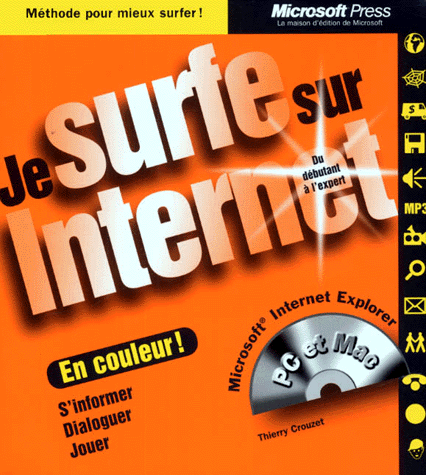 Méthode pour mieux surfer !
Microsoft Press
La maison d'édition de Microsoft
Je surfe sur
Internet
Du
débutant
à l'expert
S
MP3
En couleur !
S'informer
Dialoguer
Jouer
Microsoft® Internet Explorer
PC et Mac
Thierry Crouzet